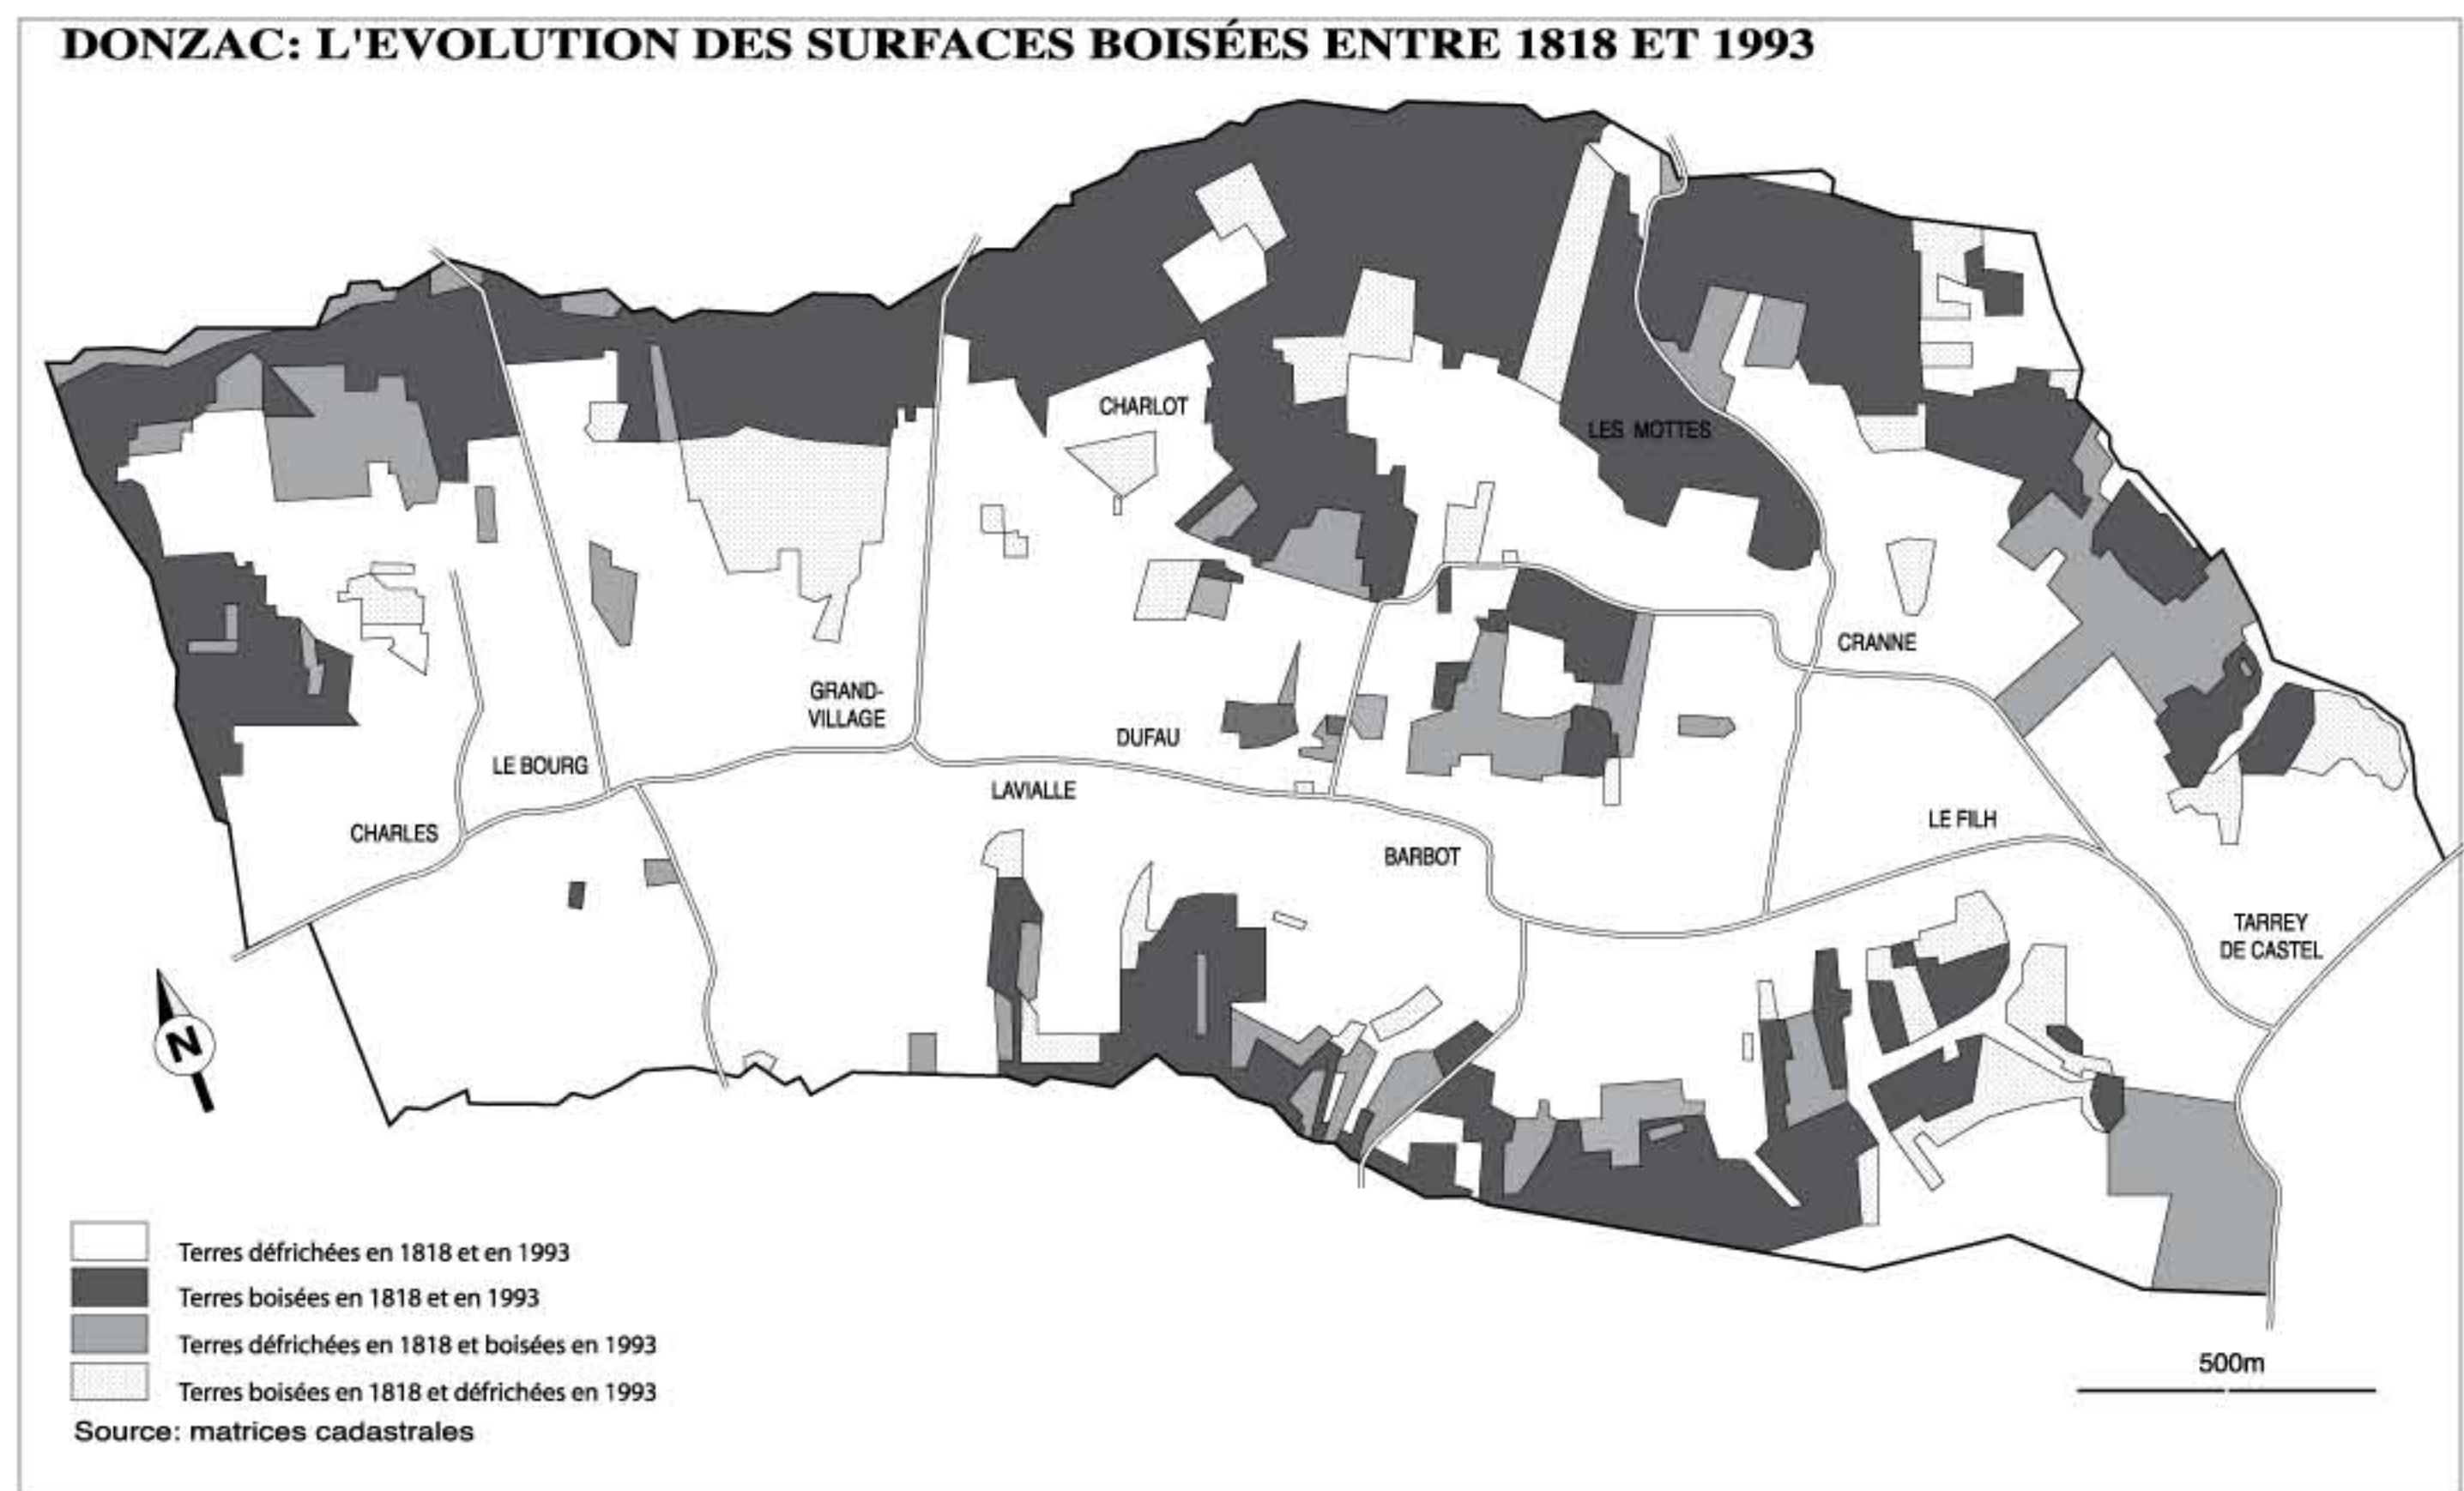 DONZAC: L'EVOLUTION DES SURFACES BOISÉES ENTRE 1818 ET 1993
CHARLOT
LES MOTTES
CRANNE
GRAND-
VILLAGE
DUFAU
LE BOURG
LAVIALLE
CHARLES
BARBOT
LE FILH
TARREY
DE CASTEL
N
Terres défrichées en 1818 et en 1993
Terres boisées en 1818 et en 1993
Terres défrichées en 1818 et boisées en 1993
Terres boisées en 1818 et défrichées en 1993
Source: matrices cadastrales
500m